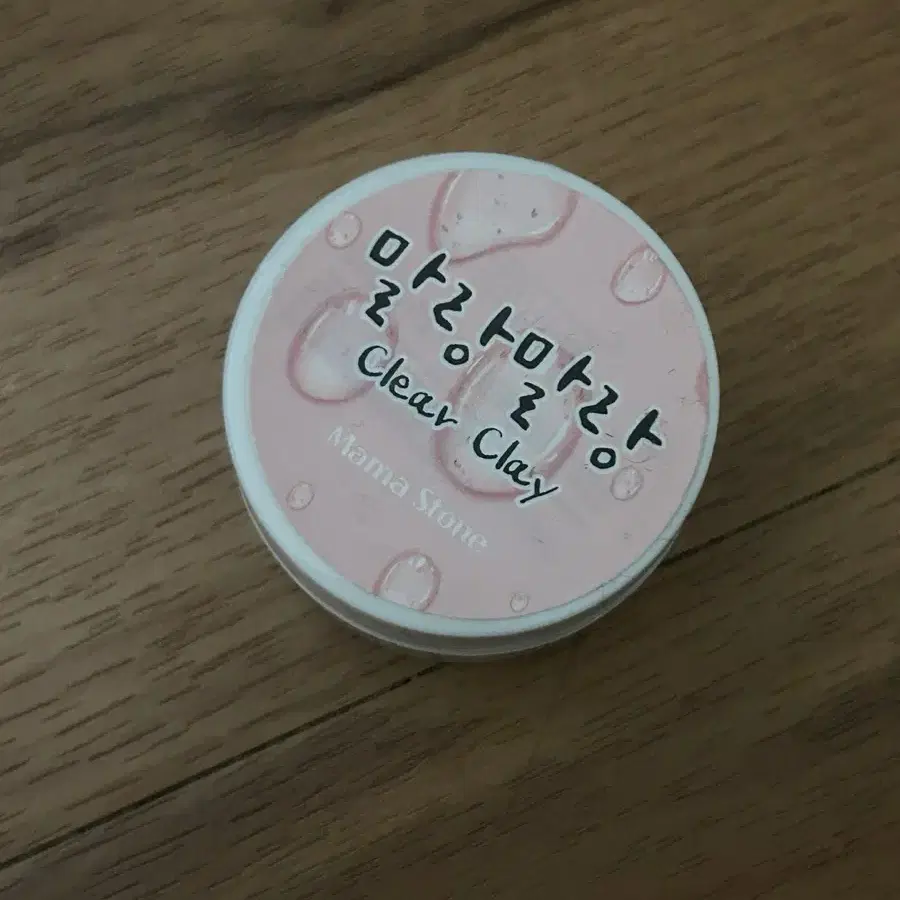 말랑말랑
Clear Clay
Mama Stone